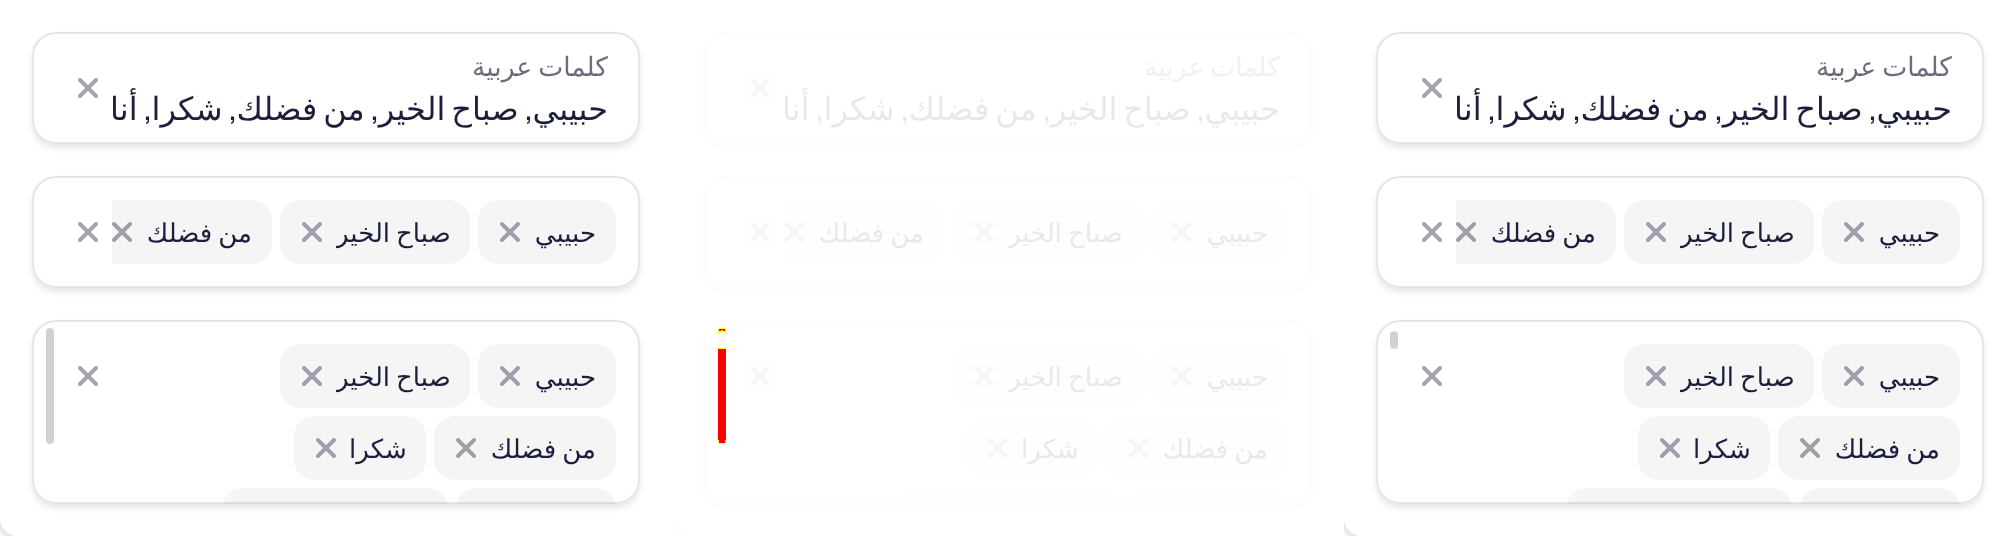 كلمات عربية
حبيبي, صباح الخير, من فضلك, شكرا, أنا
حبيبي صباح الخير من فضلك
حبيبي صباح الخير
من فضلك شكرا
كلمات عربية
حبيبي, صباح الخير, من فضلك, شكرا, أنا
حبيبي صباح الخير من فضلك
حبيبي صباح الخير
من فضلك شكرا
كلمات عربية
حبيبي, صباح الخير, من فضلك, شكرا, أنا
حبيبي صباح الخير من فضلك
حبيبي صباح الخير
من فضلك شكرا